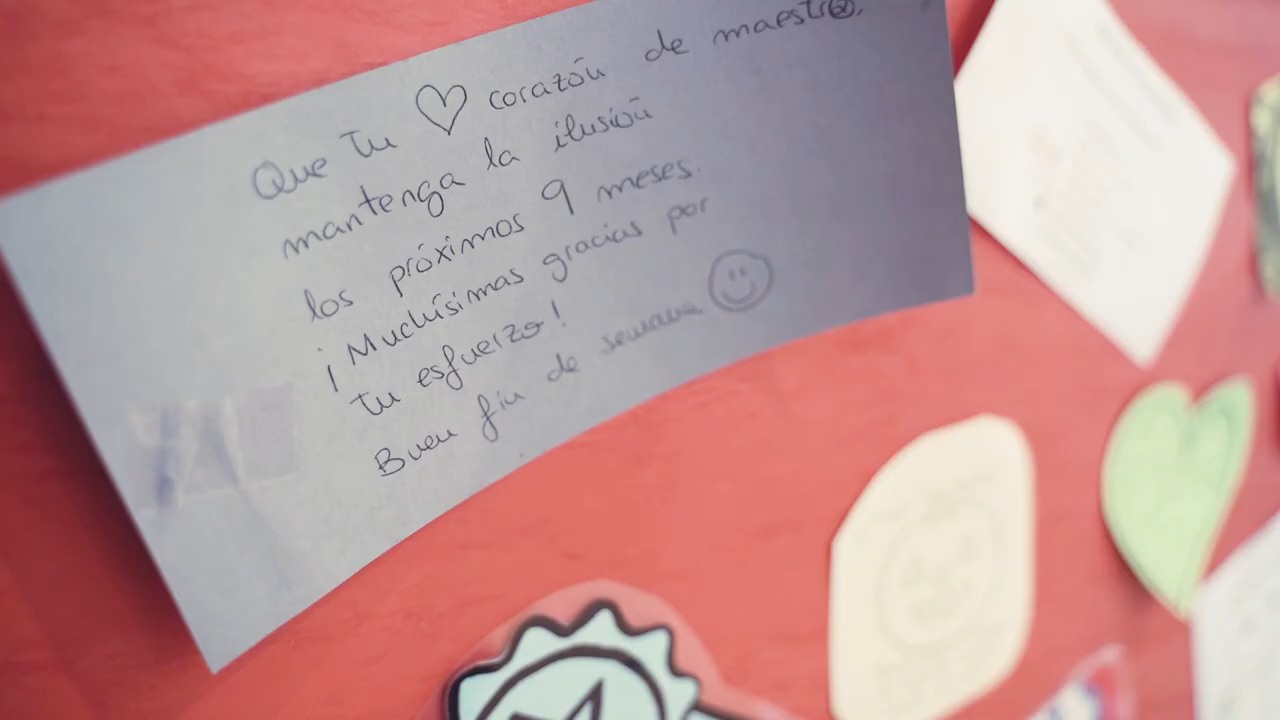 Que tu ♡ corazón de maestr@,
mantenga la ilusión
los próximos 9 meses.
¡Muchísimas gracias por
tu esfuerzo!
Buen fin de semana